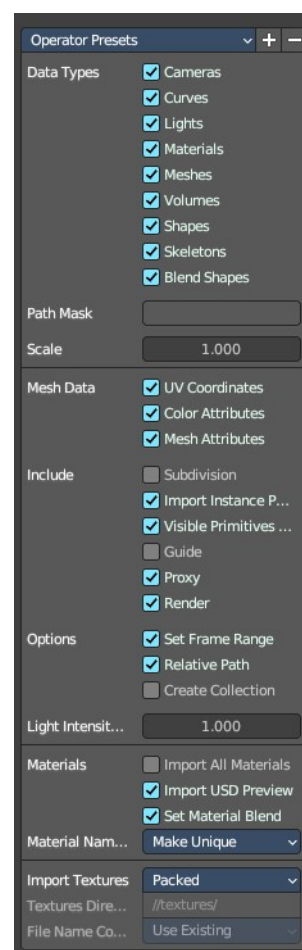 Operator Presets
Data Types Cameras
Curves
Lights
Materials
Meshes
Volumes
Shapes
Skeletons
Blend Shapes
Path Mask
Scale 1.000
Mesh Data UV Coordinates
Color Attributes
Mesh Attributes
Include Subdivision
Import Instance P...
Visible Primitives ...
Guide
Proxy
Render
Options Set Frame Range
Relative Path
Create Collection
Light Intensit... 1.000
Materials Import All Materials
Import USD Preview
Set Material Blend
Material Nam... Make Unique
Import Textures Packed
Textures Dire... //textures/
File Name Co... Use Existing